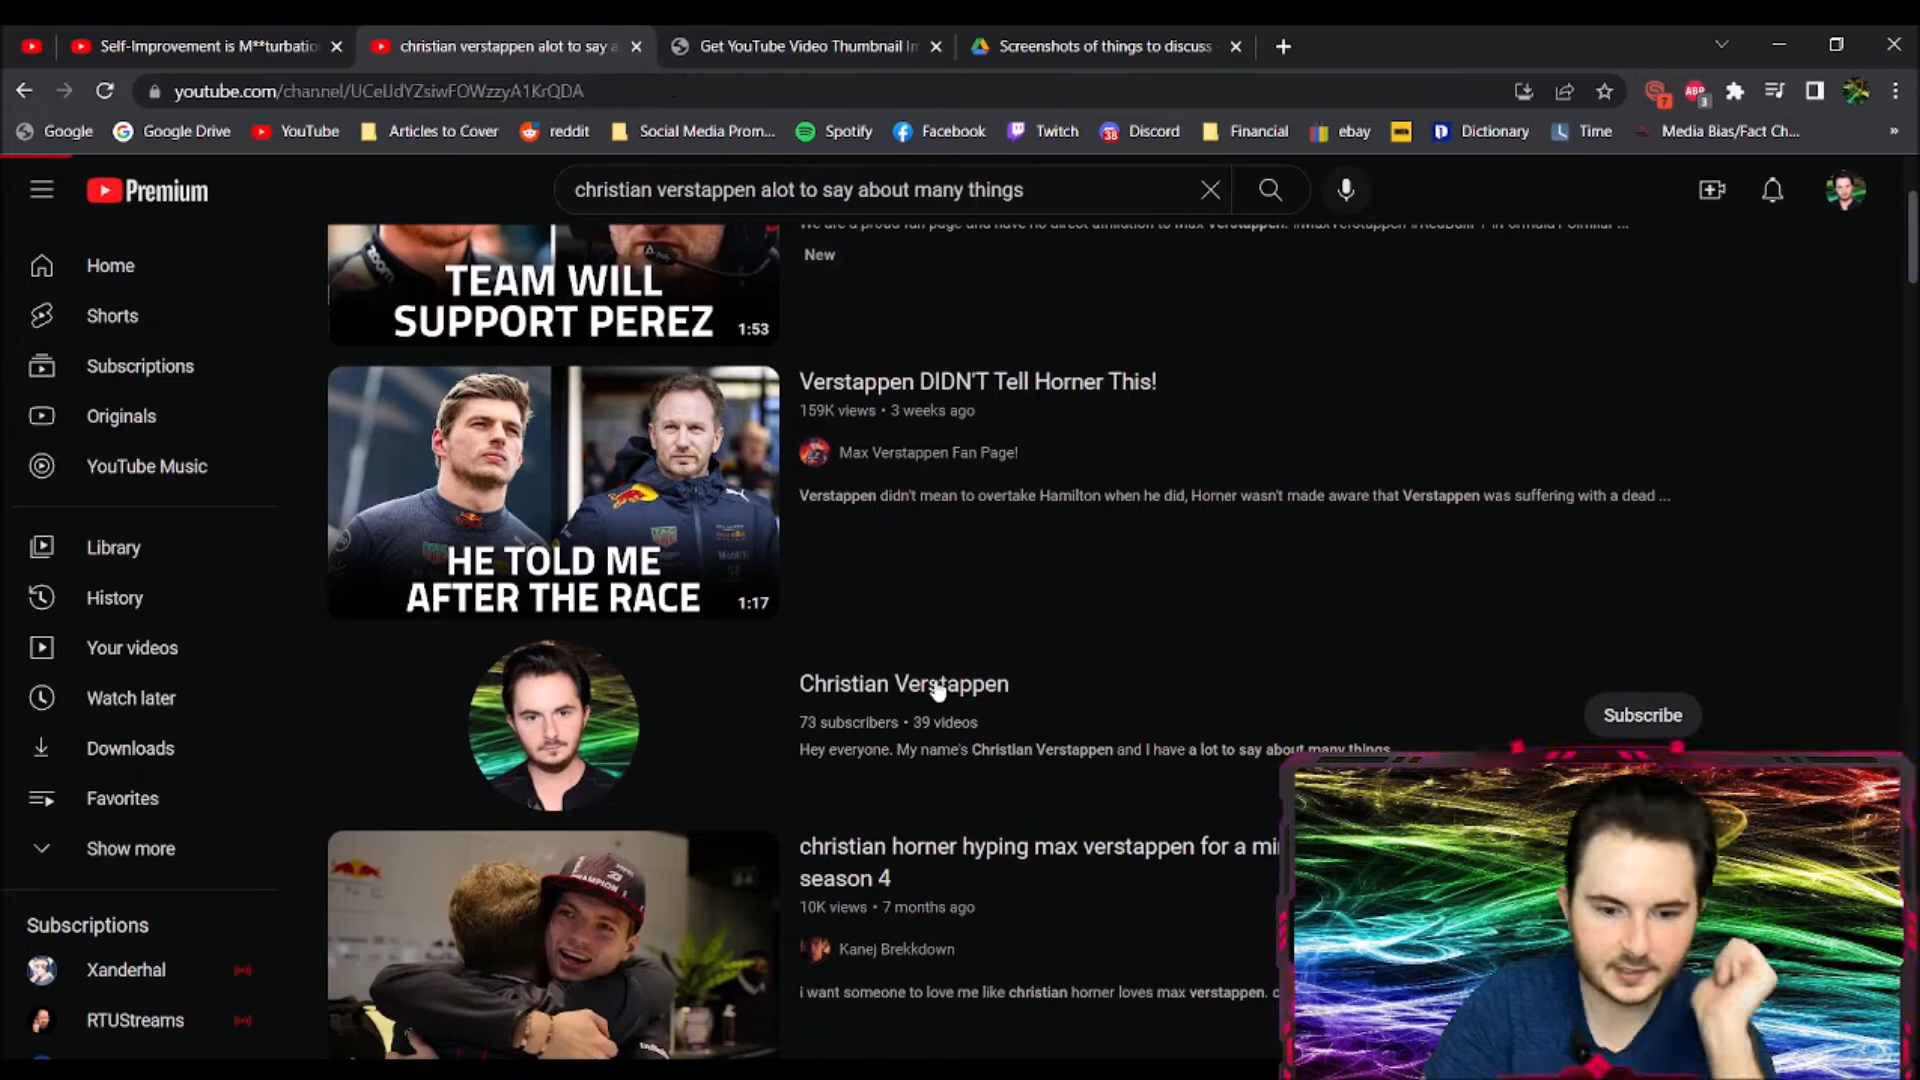 Self-Improvement is M**turbatio
christian verstappen alot to say a
Get YouTube Video Thumbnail Im
Screenshots of things to discuss
youtube.com/channel/UCelJdYZsiwFOWzzyA1KrQDA
7
ABP
3
Google
Google Drive
YouTube
Articles to Cover
reddit
Social Media Prom...
Spotify
Facebook
Twitch
38
Discord
Financial
ebay
Dictionary
Time
Media Bias/Fact Ch...
Premium
christian verstappen alot to say about many things
Home
Shorts
Subscriptions
Originals
YouTube Music
Library
History
Your videos
Watch later
Downloads
Favorites
Show more
Subscriptions
Xanderhal
RTUStreams
New
TEAM WILL
SUPPORT PEREZ
1:53
Verstappen DIDN'T Tell Horner This!
159K views • 3 weeks ago
Max Verstappen Fan Page!
Verstappen didn't mean to overtake Hamilton when he did, Horner wasn't made aware that Verstappen was suffering with a dead ...
HE TOLD ME
AFTER THE RACE
1:17
Christian Verstappen
73 subscribers • 39 videos
Hey everyone. My name's Christian Verstappen and I have a lot to say about many things.
Subscribe
christian horner hyping max verstappen for a mi
season 4
10K views • 7 months ago
Kanej Brekkdown
i want someone to love me like christian horner loves max verstappen. c